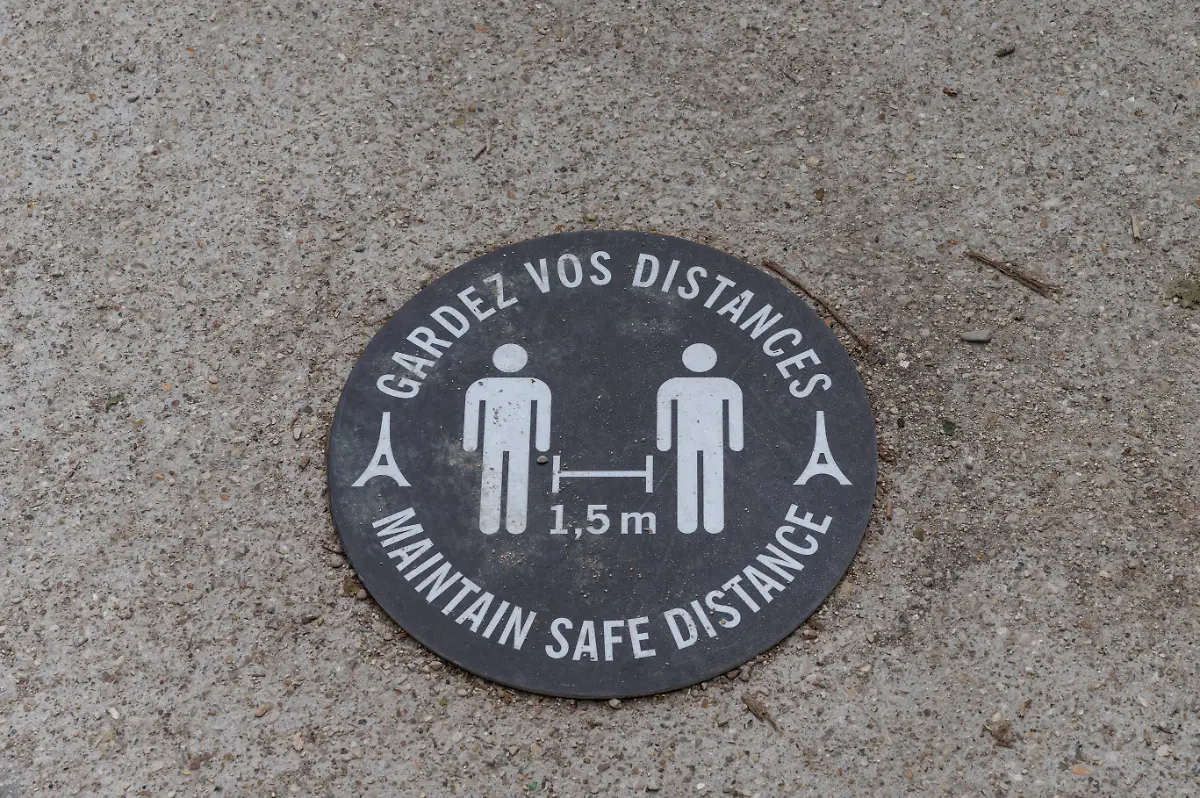 GARDEZ VOS DISTANCES
1,5 m
MAINTAIN SAFE DISTANCE